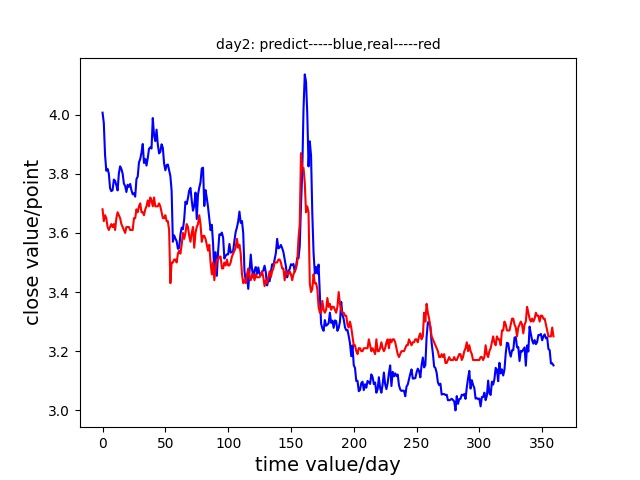 day2: predict-----blue,real-----red
close value/point
4.0
3.8
3.6
3.4
3.2
3.0
0 50 100 150 200 250 300 350
time value/day